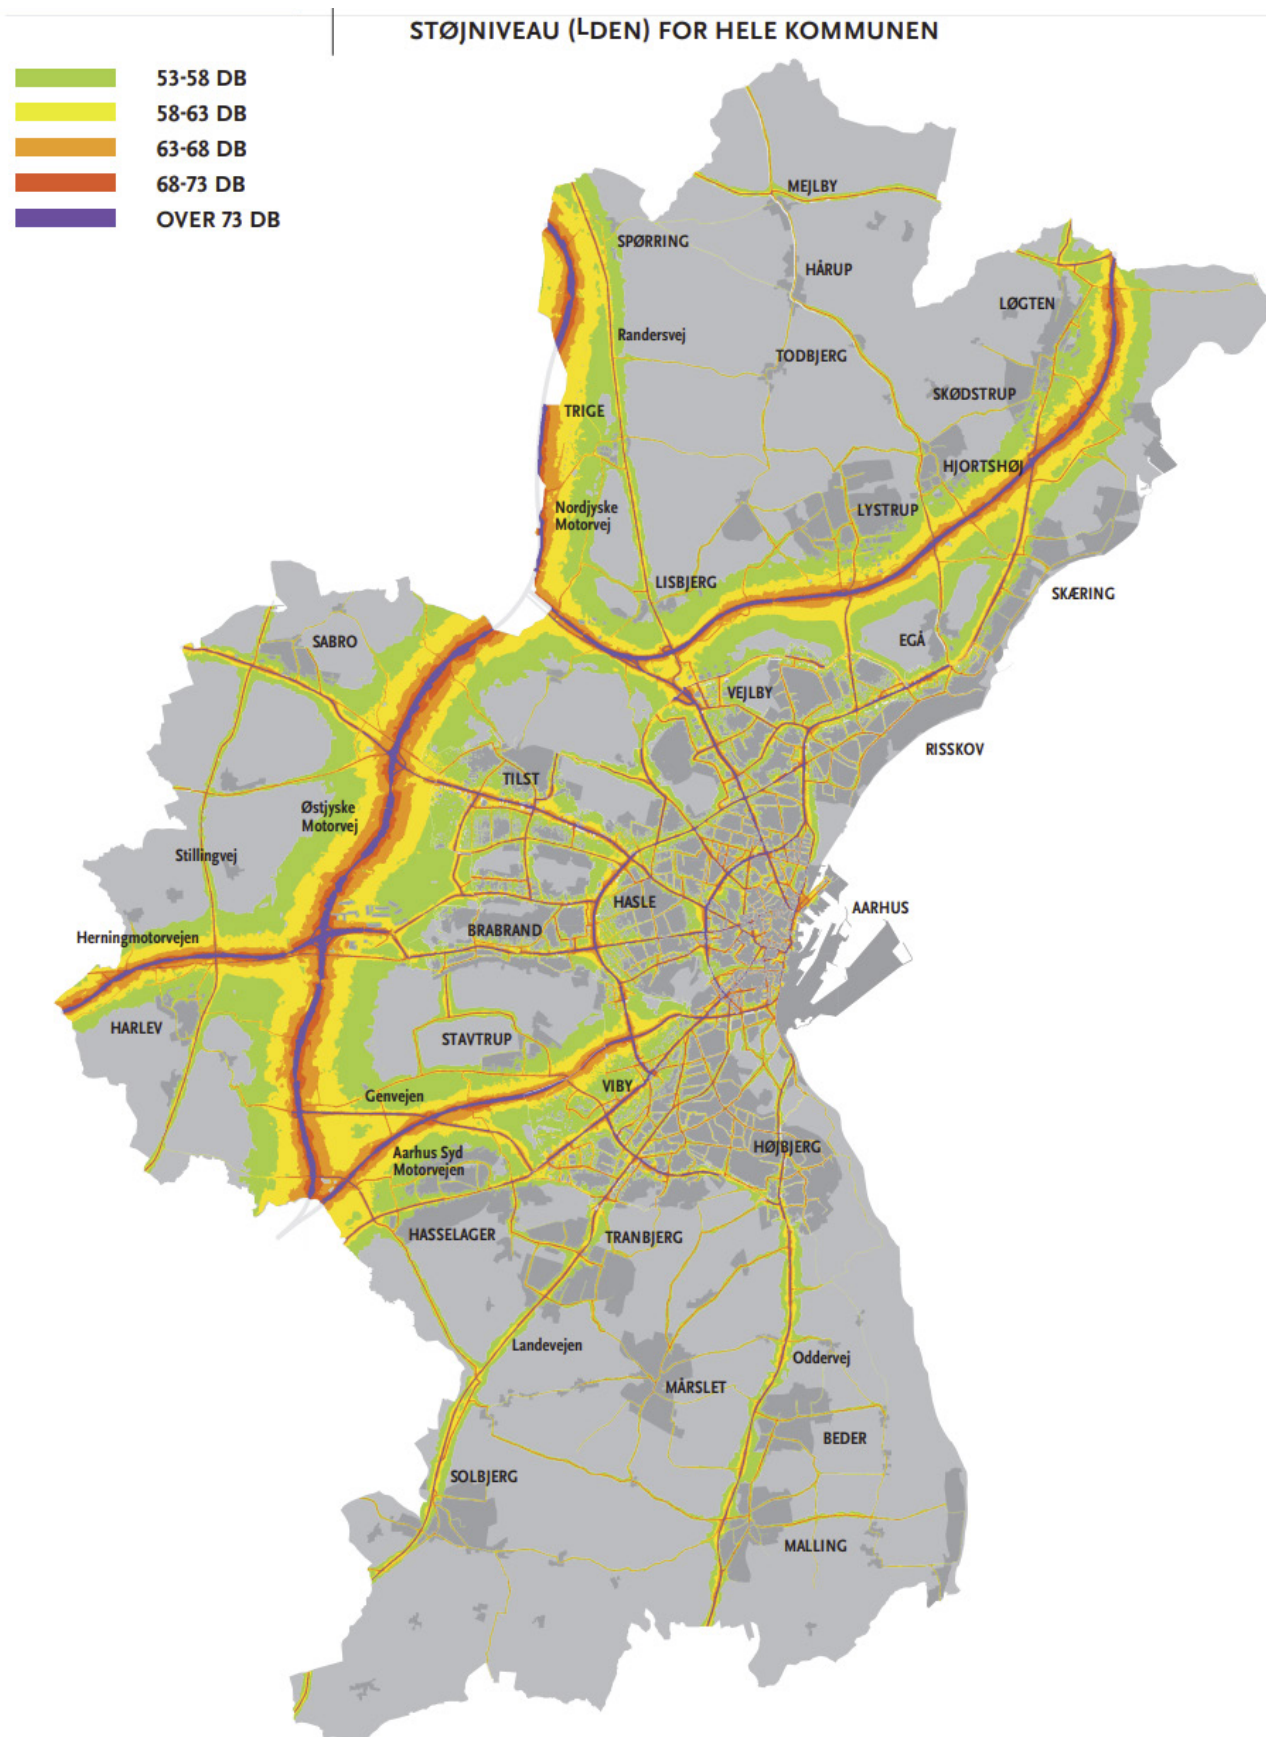 STØJNIVEAU (LDEN) FOR HELE KOMMUNEN
53-58 DB
58-63 DB
63-68 DB
68-73 DB
OVER 73 DB
MEJLBY
SPØRRING
HÅRUP
LØGTEN
Randersvej
TODBJERG
SKØDSTRUP
TRIGE
HJORTSHØJ
LYSTRUP
Nordjyske
Motorvej
LISBJERG
SKÆRING
EGÅ
SABRO
VEJLBY
RISSKOV
TILST
Østjyske
Motorvej
Stillingvej
HASLE
AARHUS
BRABRAND
Herningmotorvejen
HARLEV
STAVTRUP
VIBY
Genvejen
HØJBJERG
Aarhus Syd
Motorvejen
HASSELAGER
TRANBJERG
Landevejen
Oddervej
MÅRSLET
BEDER
SOLBJERG
MALLING